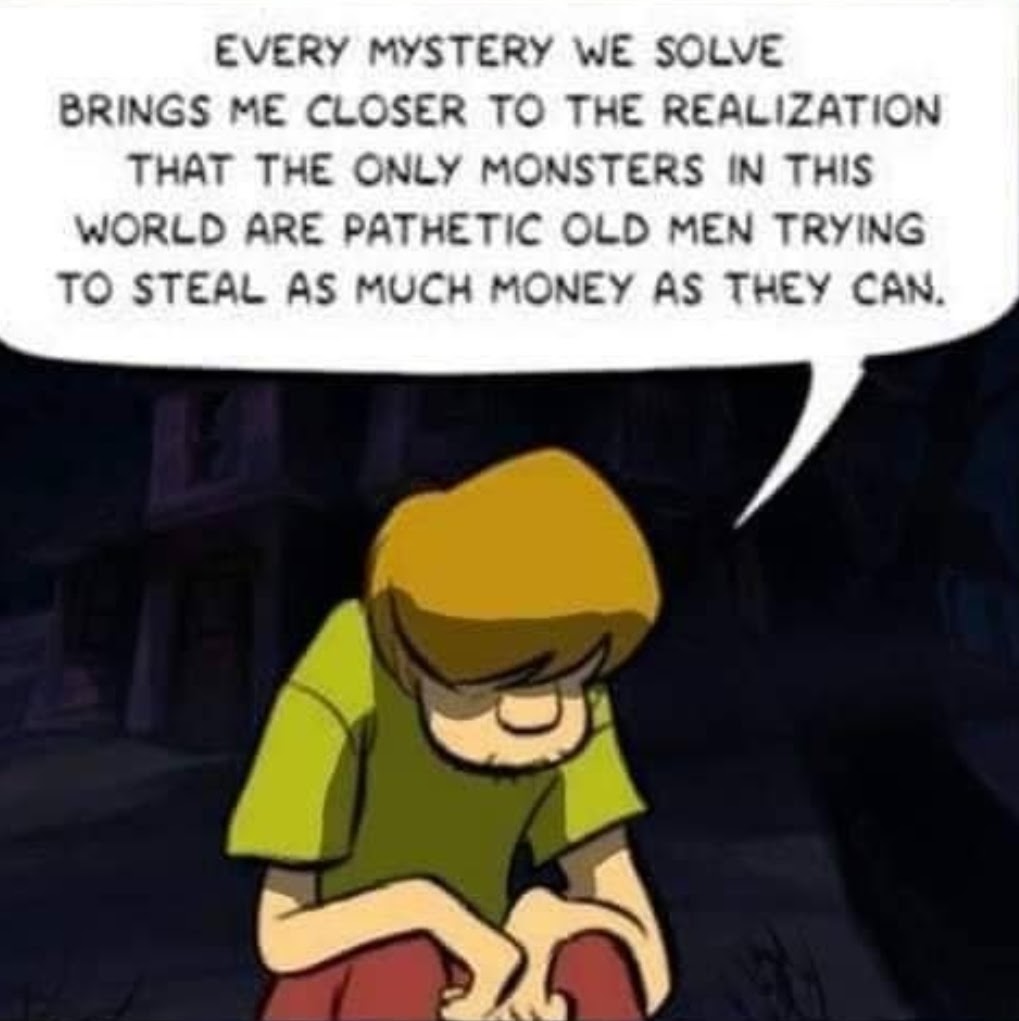 EVERY MYSTERY WE SOLVE
BRINGS ME CLOSER TO THE REALIZATION
THAT THE ONLY MONSTERS IN THIS
WORLD ARE PATHETIC OLD MEN TRYING
TO STEAL AS MUCH MONEY AS THEY CAN.